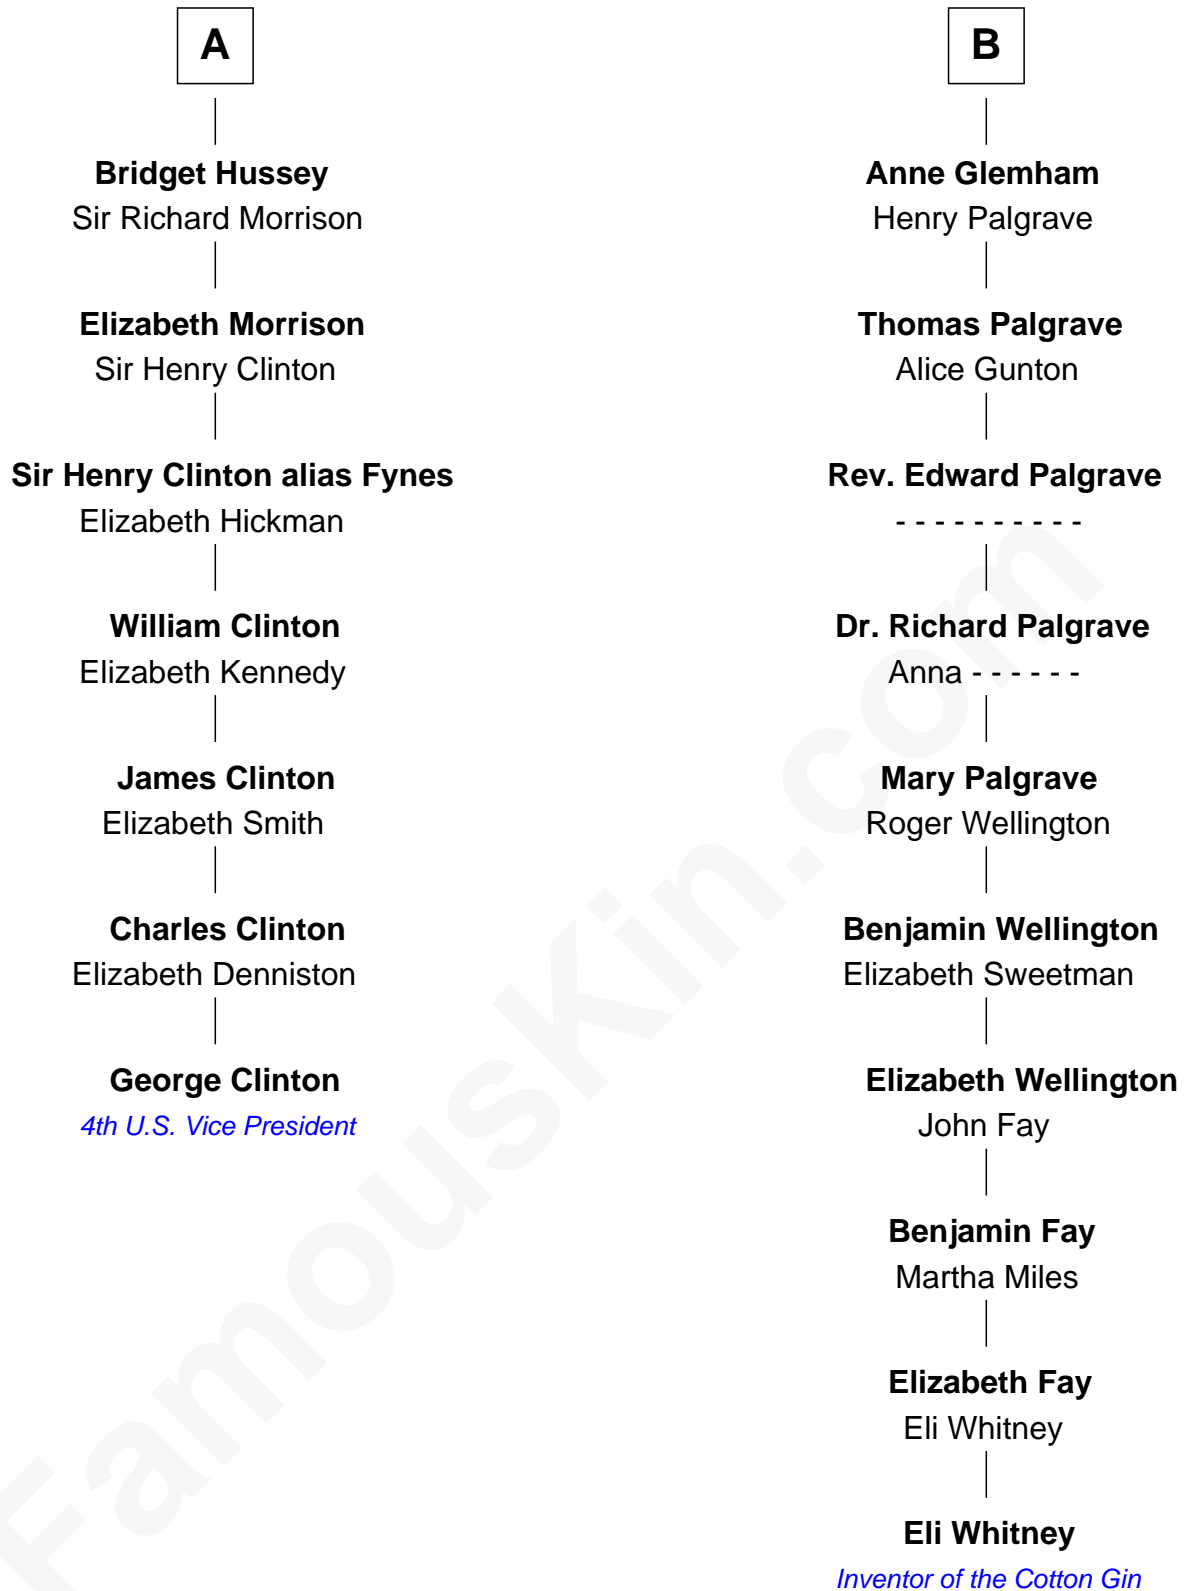 A
Bridget Hussey
Sir Richard Morrison
Elizabeth Morrison
Sir Henry Clinton
Sir Henry Clinton alias Fynes
Elizabeth Hickman
William Clinton
Elizabeth Kennedy
James Clinton
Elizabeth Smith
Charles Clinton
Elizabeth Denniston
George Clinton
4th U.S. Vice President
B
Anne Glemham
Henry Palgrave
Thomas Palgrave
Alice Gunton
Rev. Edward Palgrave
- - - - - - - - - -
Dr. Richard Palgrave
Anna - - - - - -
Mary Palgrave
Roger Wellington
Benjamin Wellington
Elizabeth Sweetman
Elizabeth Wellington
John Fay
Benjamin Fay
Martha Miles
Elizabeth Fay
Eli Whitney
Eli Whitney
Inventor of the Cotton Gin
FamousKin.com